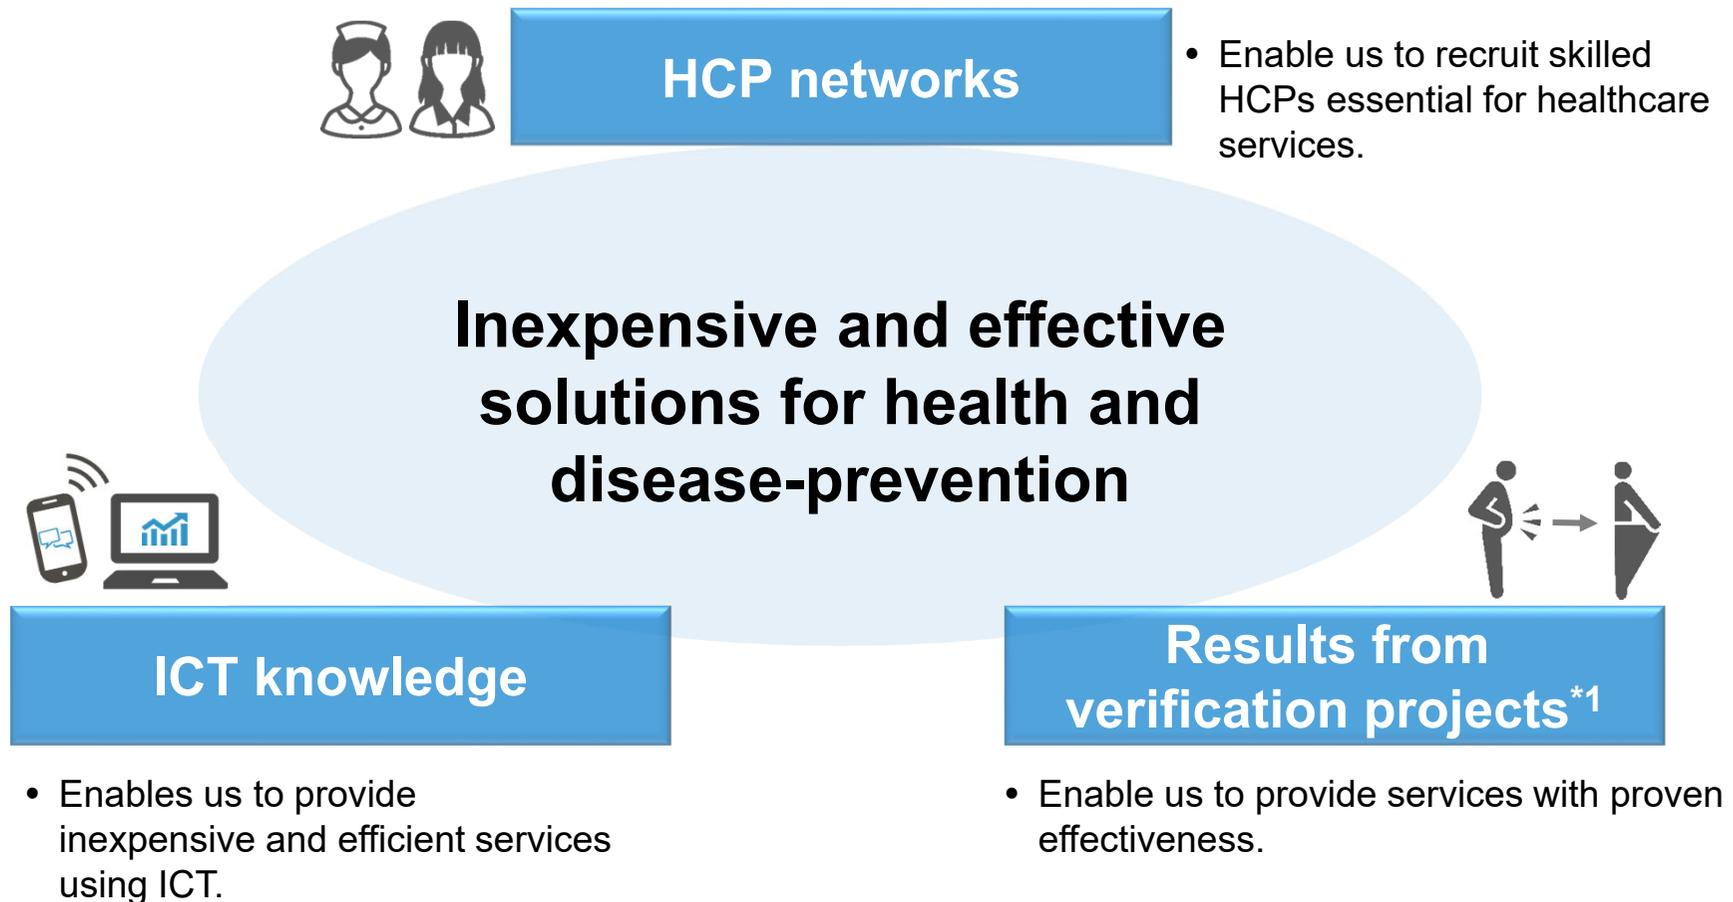 HCP networks
• Enable us to recruit skilled
HCPs essential for healthcare
services.
Inexpensive and effective
solutions for health and
disease-prevention
ICT knowledge
• Enables us to provide
inexpensive and efficient services
using ICT.
Results from
verification projects*1
• Enable us to provide services with proven
effectiveness.